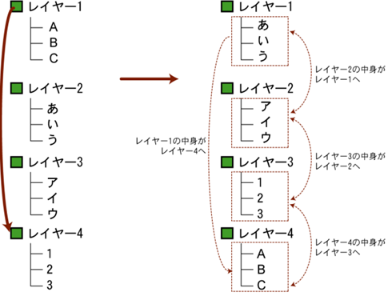 レイヤー1
A
B
C
レイヤー2
あ
い
う
レイヤー3
ア
イ
ウ
レイヤー4
1
2
3
レイヤー1
あ
い
う
レイヤー2
ア
イ
ウ
レイヤー3
1
2
3
レイヤー4
A
B
C
レイヤー1の中身が
レイヤー4へ
レイヤー2の中身が
レイヤー1へ
レイヤー3の中身が
レイヤー2へ
レイヤー4の中身が
レイヤー3へ